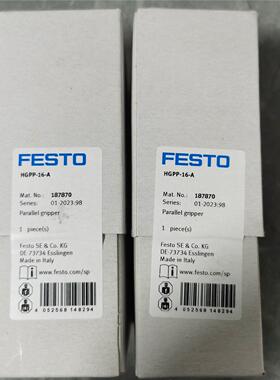 FESTO
HGPP-16-A
Mat. No.: 187870
Series: 01-2023:98
Parallel gripper
1 piece(s)
Festo SE & Co. KG
DE-73734 Esslingen
Made in Italy
www.festo.com/sp
4 052568 148294
FESTO
HGPP-16-A
Mat. No.: 187870
Series: 01-2023:98
Parallel gripper
1 piece(s)
Festo SE & Co. KG
DE-73734 Esslingen
Made in Italy
www.festo.com/sp
4 052568 148294